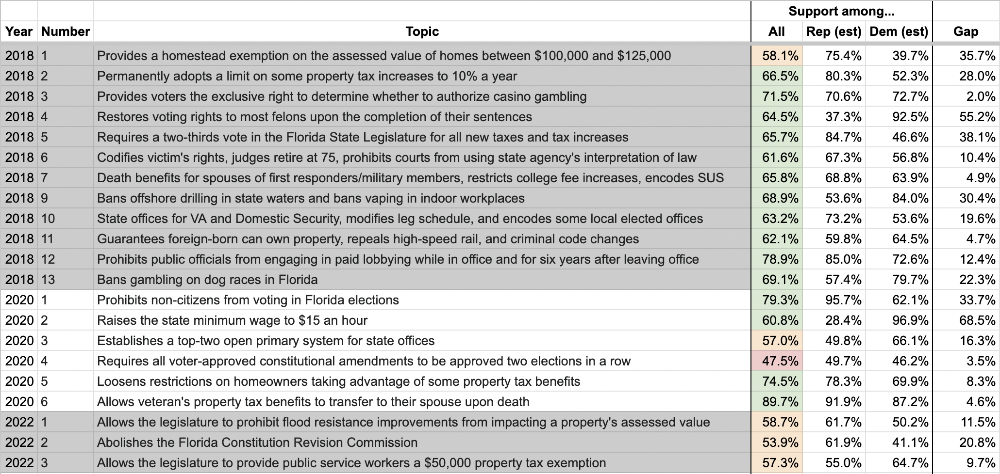 Support among...
Year Number Topic All Rep (est) Dem (est) Gap
2018 1 Provides a homestead exemption on the assessed value of homes between $100,000 and $125,000 58.1% 75.4% 39.7% 35.7%
2018 2 Permanently adopts a limit on some property tax increases to 10% a year 66.5% 80.3% 52.3% 28.0%
2018 3 Provides voters the exclusive right to determine whether to authorize casino gambling 71.5% 70.6% 72.7% 2.0%
2018 4 Restores voting rights to most felons upon the completion of their sentences 64.5% 37.3% 92.5% 55.2%
2018 5 Requires a two-thirds vote in the Florida State Legislature for all new taxes and tax increases 65.7% 84.7% 46.6% 38.1%
2018 6 Codifies victim's rights, judges retire at 75, prohibits courts from using state agency's interpretation of law 61.6% 67.3% 56.8% 10.4%
2018 7 Death benefits for spouses of first responders/military members, restricts college fee increases, encodes SUS 65.8% 68.8% 63.9% 4.9%
2018 9 Bans offshore drilling in state waters and bans vaping in indoor workplaces 68.9% 53.6% 84.0% 30.4%
2018 10 State offices for VA and Domestic Security, modifies leg schedule, and encodes some local elected offices 63.2% 73.2% 53.6% 19.6%
2018 11 Guarantees foreign-born can own property, repeals high-speed rail, and criminal code changes 62.1% 59.8% 64.5% 4.7%
2018 12 Prohibits public officials from engaging in paid lobbying while in office and for six years after leaving office 78.9% 85.0% 72.6% 12.4%
2018 13 Bans gambling on dog races in Florida 69.1% 57.4% 79.7% 22.3%
2020 1 Prohibits non-citizens from voting in Florida elections 79.3% 95.7% 62.1% 33.7%
2020 2 Raises the state minimum wage to $15 an hour 60.8% 28.4% 96.9% 68.5%
2020 3 Establishes a top-two open primary system for state offices 57.0% 49.8% 66.1% 16.3%
2020 4 Requires all voter-approved constitutional amendments to be approved two elections in a row 47.5% 49.7% 46.2% 3.5%
2020 5 Loosens restrictions on homeowners taking advantage of some property tax benefits 74.5% 78.3% 69.9% 8.3%
2020 6 Allows veteran's property tax benefits to transfer to their spouse upon death 89.7% 91.9% 87.2% 4.6%
2022 1 Allows the legislature to prohibit flood resistance improvements from impacting a property's assessed value 58.7% 61.7% 50.2% 11.5%
2022 2 Abolishes the Florida Constitution Revision Commission 53.9% 61.9% 41.1% 20.8%
2022 3 Allows the legislature to provide public service workers a $50,000 property tax exemption 57.3% 55.0% 64.7% 9.7%